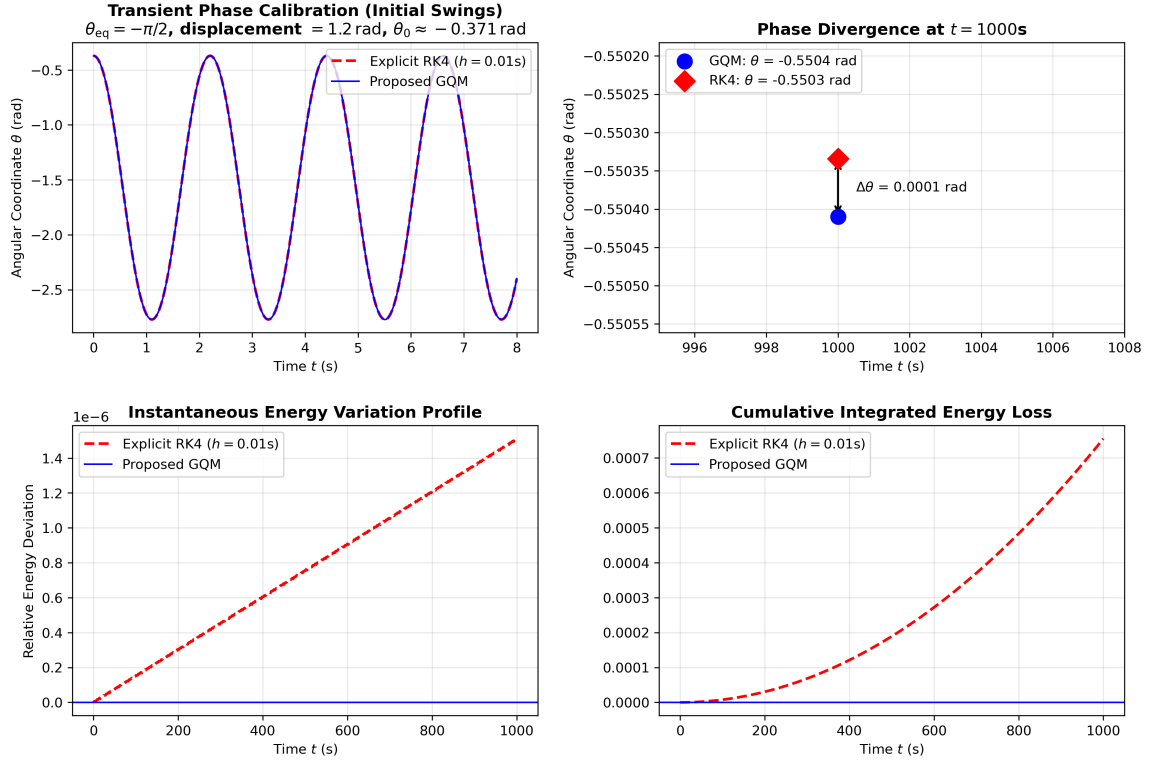 Transient Phase Calibration (Initial Swings)
θeq = −π/2, displacement = 1.2 rad, θ0 ≈ −0.371 rad
Explicit RK4 (h = 0.01s)
Proposed GQM
−0.5
−1.0
−1.5
−2.0
−2.5
Angular Coordinate θ (rad)
0 1 2 3 4 5 6 7 8
Time t (s)
Phase Divergence at t = 1000s
GQM: θ = -0.5504 rad
RK4: θ = -0.5503 rad
Δθ = 0.0001 rad
−0.55020
−0.55025
−0.55030
−0.55035
−0.55040
−0.55045
−0.55050
−0.55055
Angular Coordinate θ (rad)
996 998 1000 1002 1004 1006 1008
Time t (s)
Instantaneous Energy Variation Profile
1e−6
Explicit RK4 (h = 0.01s)
Proposed GQM
1.4
1.2
1.0
0.8
0.6
0.4
0.2
0.0
Relative Energy Deviation
0 200 400 600 800 1000
Time t (s)
Cumulative Integrated Energy Loss
Explicit RK4 (h = 0.01s)
Proposed GQM
0.0007
0.0006
0.0005
0.0004
0.0003
0.0002
0.0001
0.0000
0 200 400 600 800 1000
Time t (s)